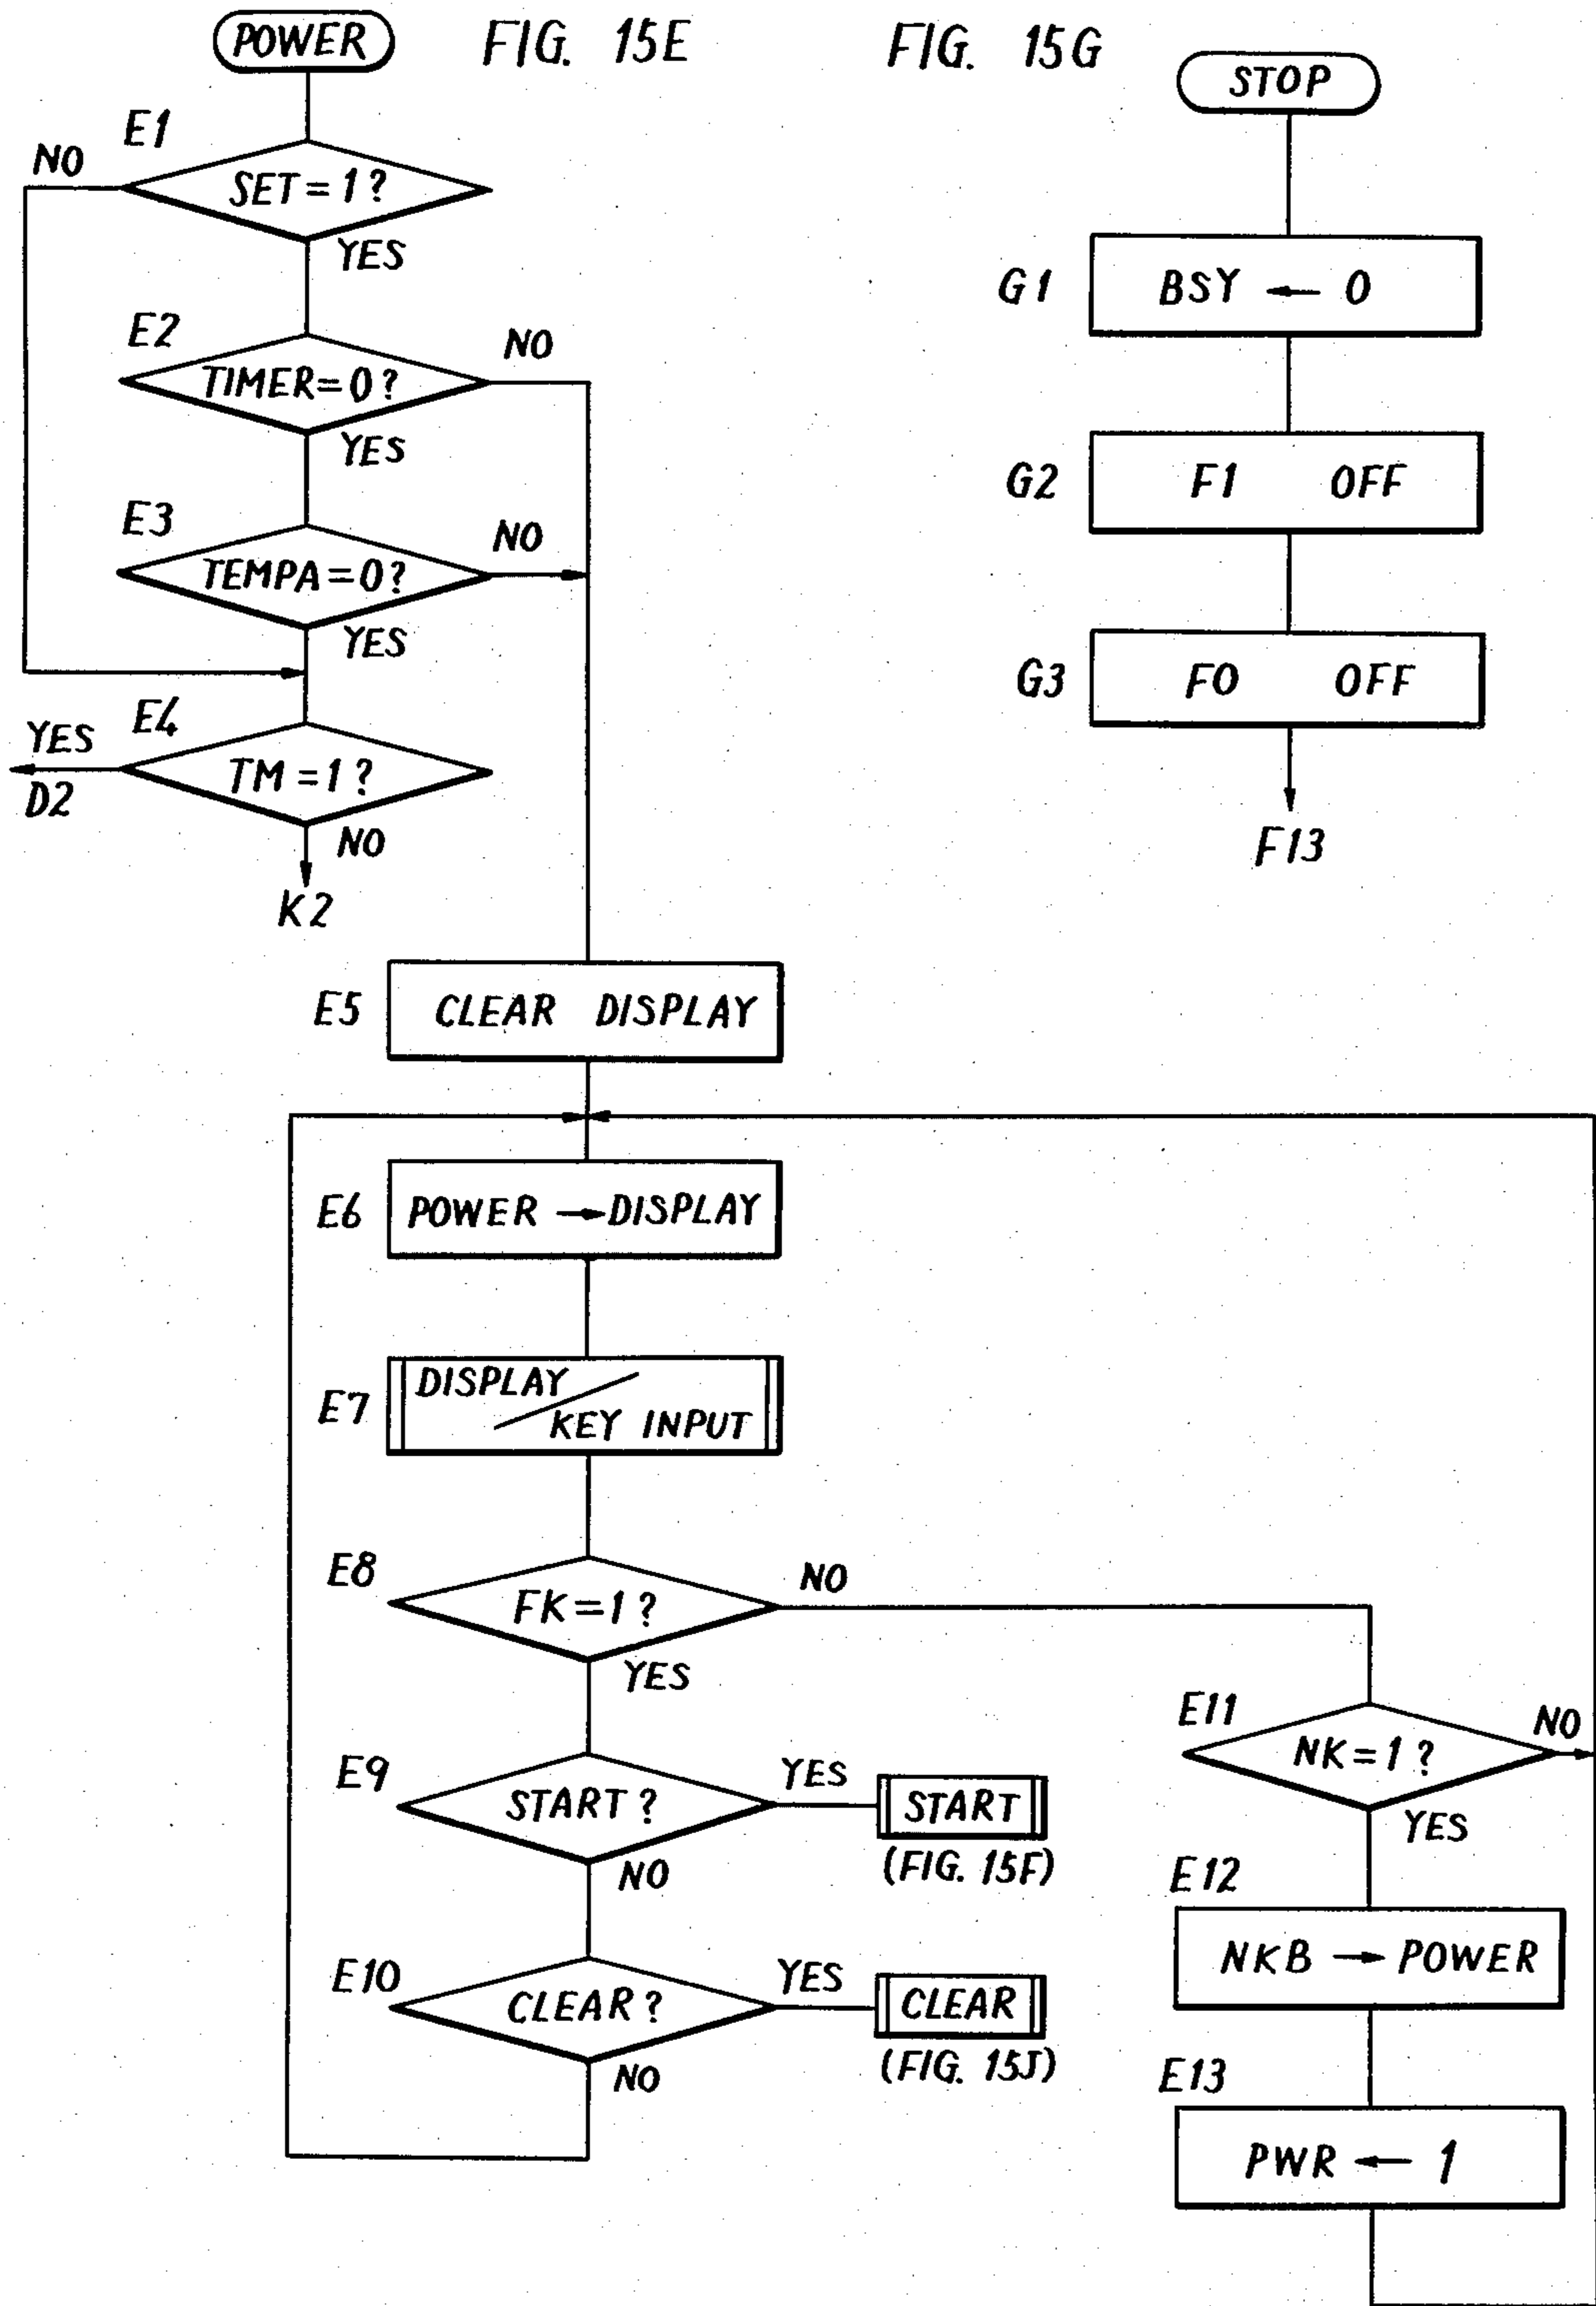 POWER
FIG. 15E
E1
NO
SET = 1 ?
YES
E2
NO
TIMER = 0 ?
YES
E3
NO
TEMPA = 0 ?
YES
E4
YES
TM = 1 ?
D2
NO
K2
E5
CLEAR DISPLAY
E6
POWER → DISPLAY
E7
DISPLAY
KEY INPUT
E8
NO
FK = 1 ?
YES
E9
YES
START ?
START
(FIG. 15F)
NO
E10
YES
CLEAR ?
CLEAR
(FIG. 15J)
NO
E11
NO
NK = 1 ?
YES
E12
NKB → POWER
E13
PWR ← 1
FIG. 15G
STOP
G1
BSY ← 0
G2
F1 OFF
G3
F0 OFF
F13